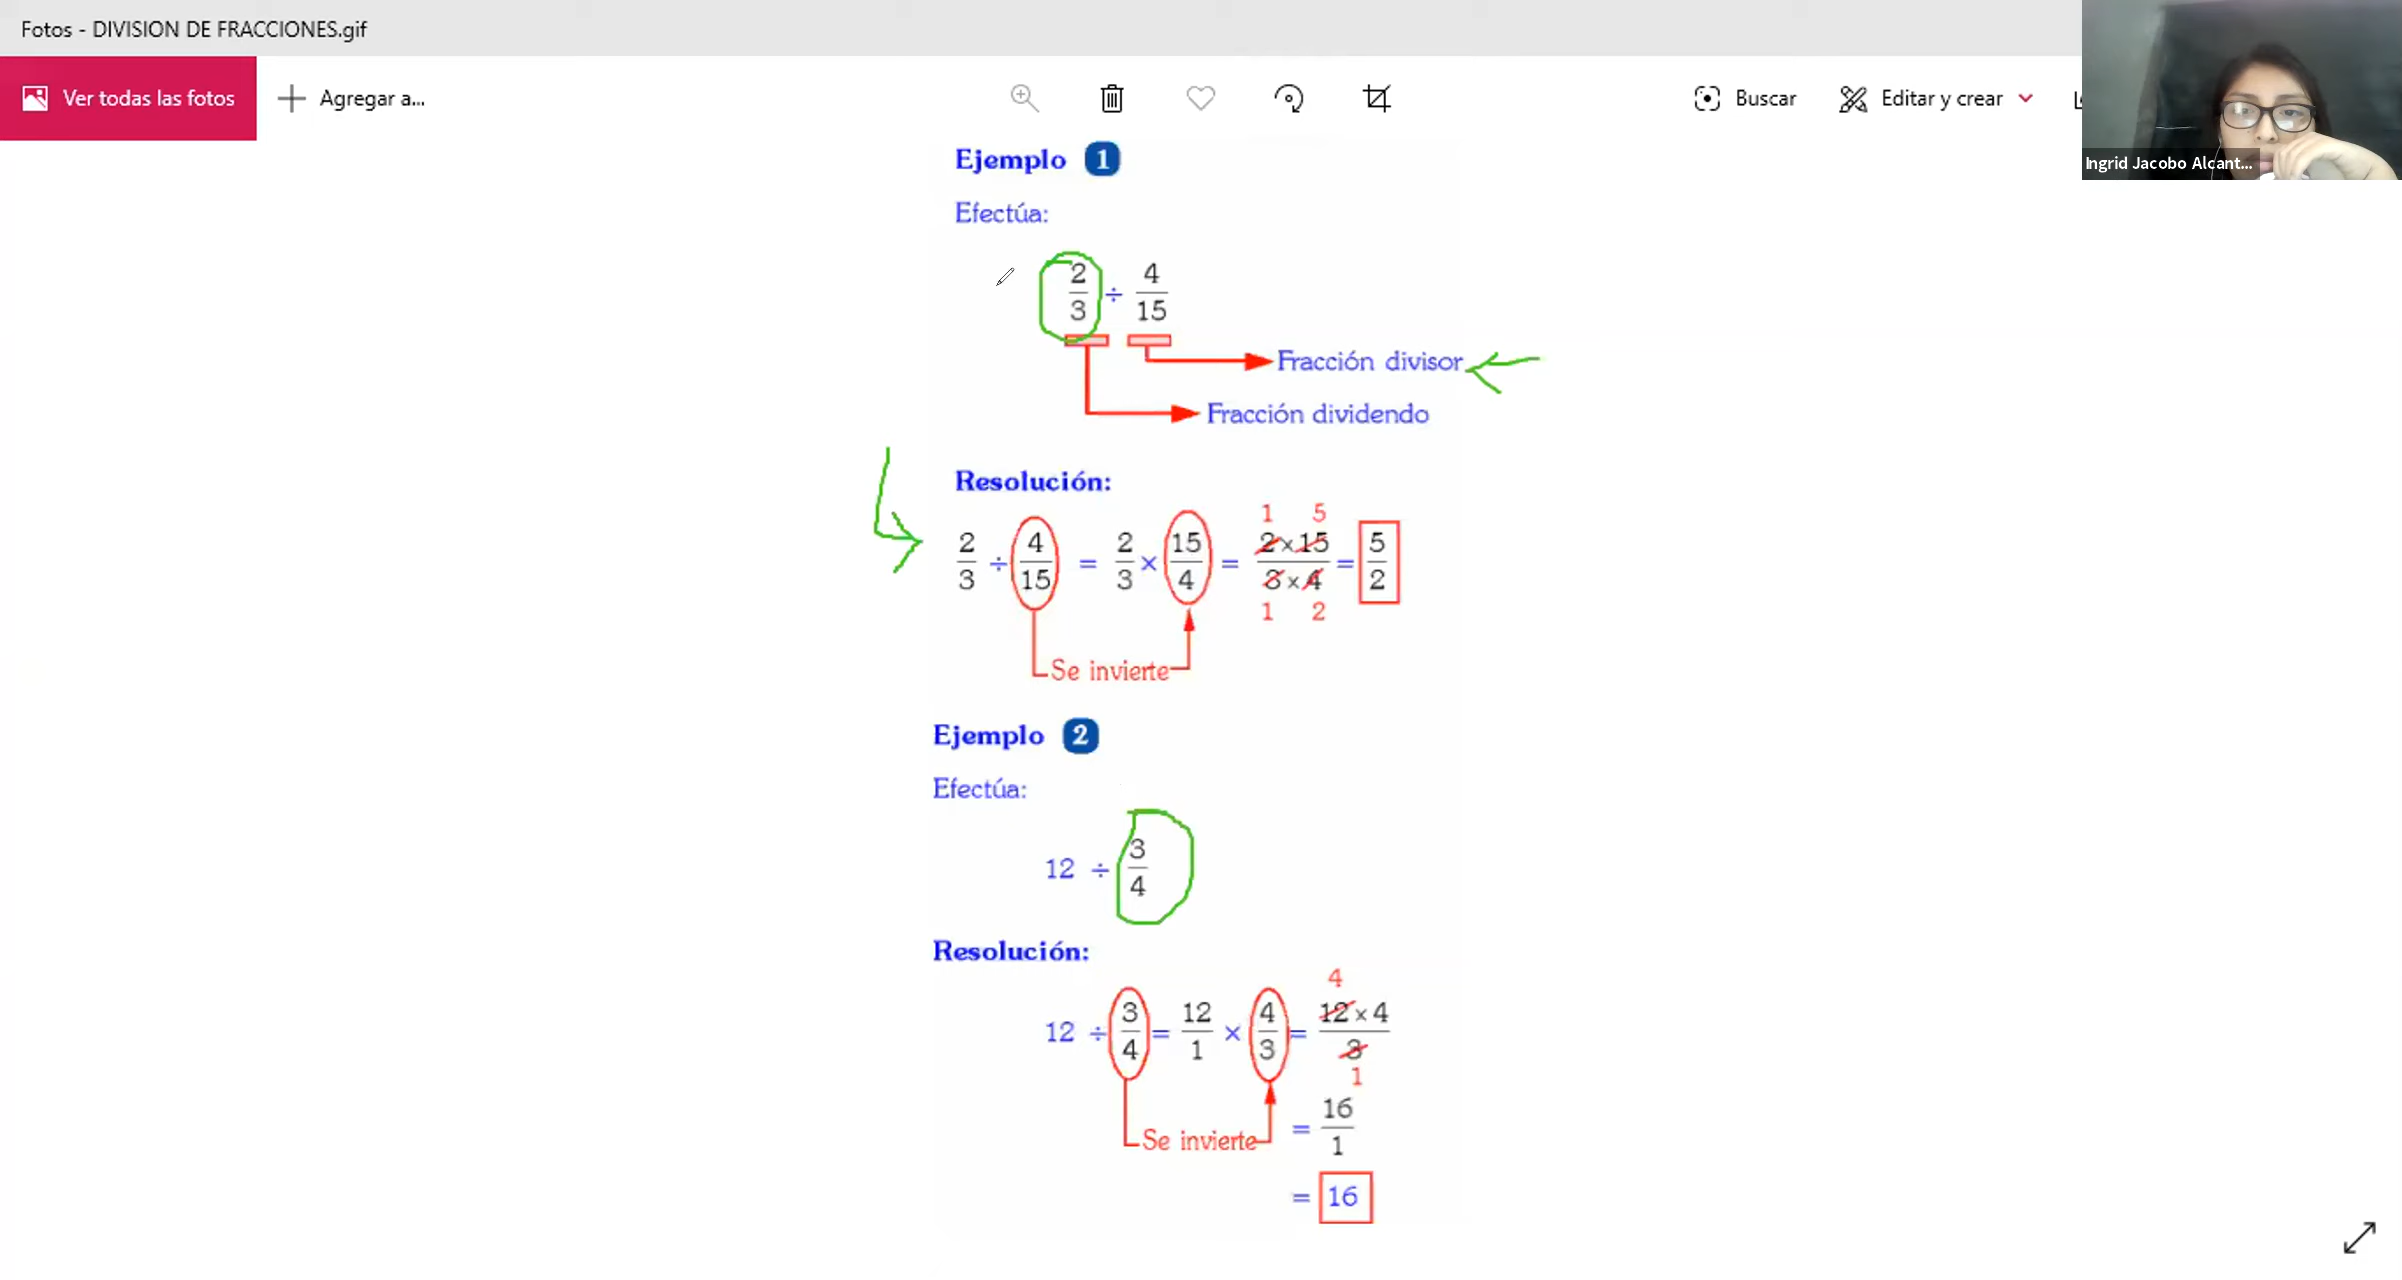 Fotos - DIVISION DE FRACCIONES.gif
Ver todas las fotos
Agregar a...
Buscar
Editar y crear
Ingrid Jacobo Alcant...
Ejemplo 1
Efectúa:
2/3 ÷ 4/15
Fracción divisor
Fracción dividendo
Resolución:
1 5
2/3 ÷ 4/15 = 2/3 × 15/4 = 2×15/3×4 = 5/2
1 2
Se invierte
Ejemplo 2
Efectúa:
12 ÷ 3/4
Resolución:
4
12 ÷ 3/4 = 12/1 × 4/3 = 12×4/3
1
= 16/1
Se invierte
= 16